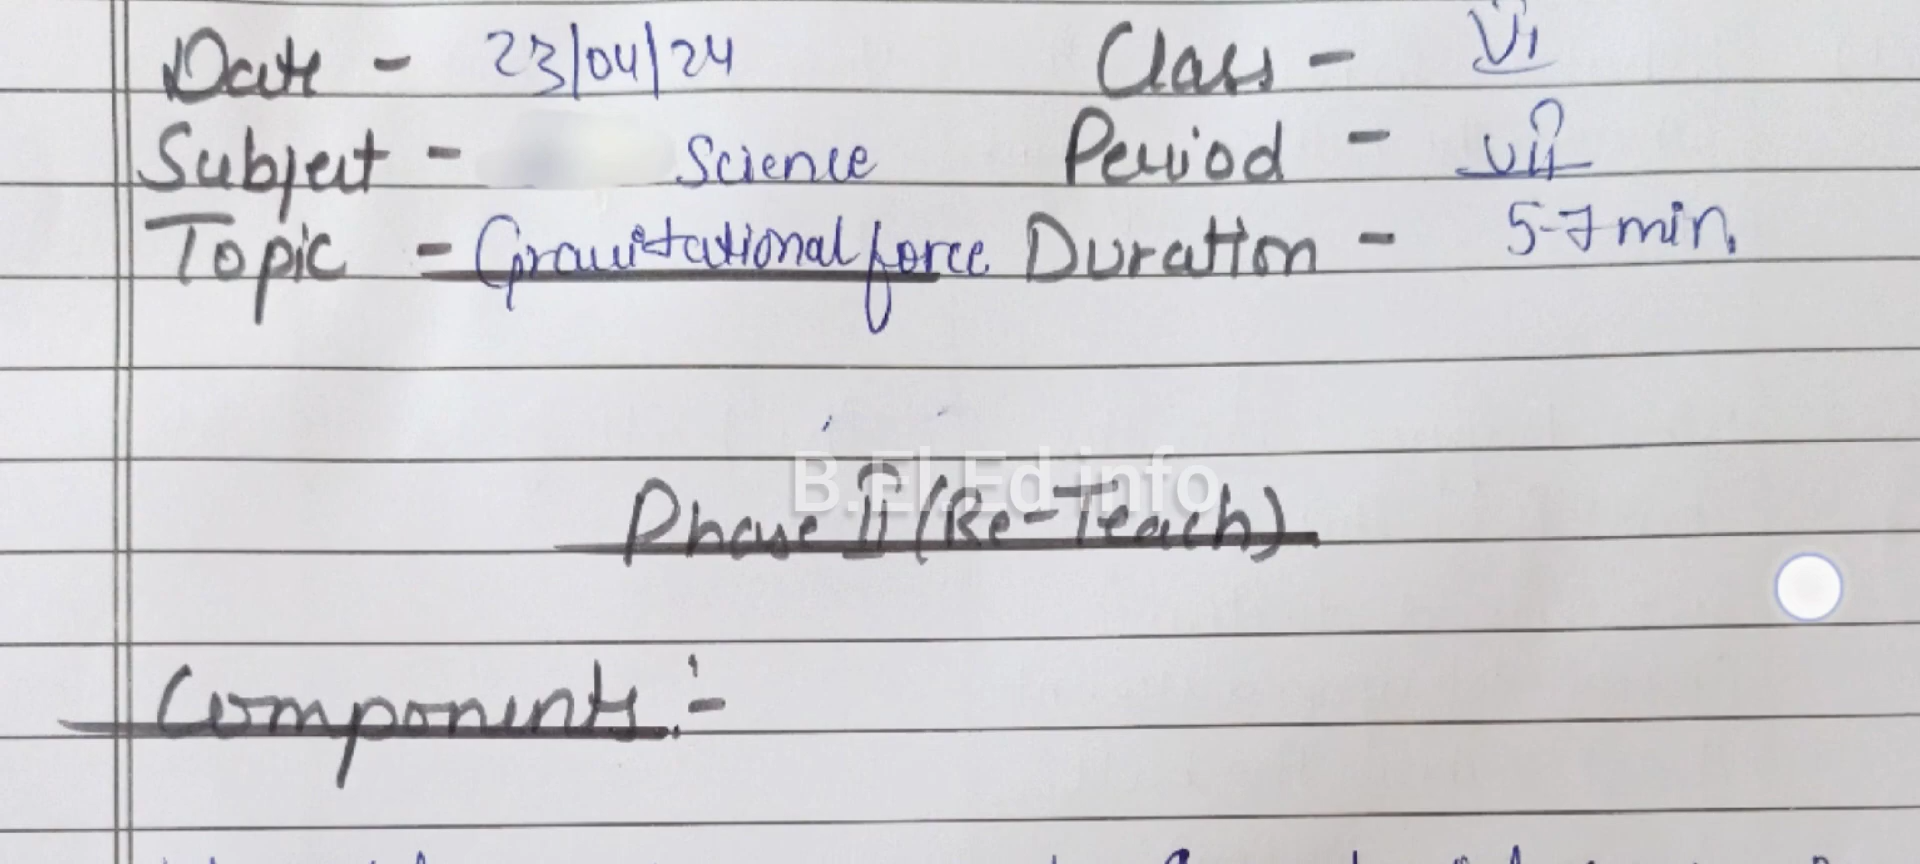 Date - 23/04/24 Class - VI
Subject - Science Period - VII
Topic - Gravitational force Duration - 5-7 min.
B.El.Ed info
Phase II (Re-Teach)
Components:-